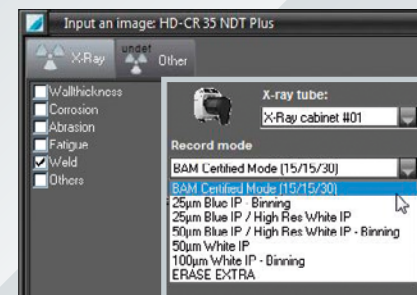 Input an image: HD-CR 35 NDT Plus
X-Ray
undef
Other
Wallthickness
Corrosion
Abrasion
Fatigue
Weld
Others
X-ray tube:
X-Ray cabinet #01
Record mode
BAM Certified Mode (15/15/30)
BAM Certified Mode (15/15/30)
25µm Blue IP - Binning
25µm Blue IP / High Res White IP
50µm Blue IP / High Res White IP - Binning
50µm White IP
100µm White IP - Binning
ERASE EXTRA